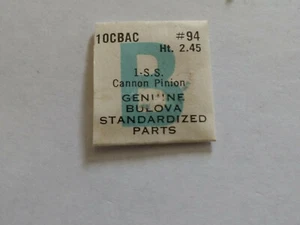 10CBAC #94
Ht. 2.45
B
1-S.S.
Cannon Pinion
GENUINE
BULOVA
STANDARDIZED
PARTS